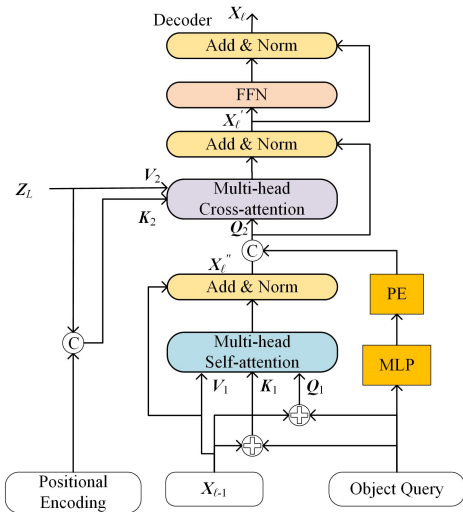 Decoder
X_ℓ
Add & Norm
FFN
X_ℓ'
Add & Norm
V_2
Z_L
Multi-head
Cross-attention
K_2
Q_2
C
X_ℓ''
Add & Norm
PE
C
Multi-head
Self-attention
MLP
V_1
K_1
Q_1
Positional
Encoding
X_ℓ-1
Object Query